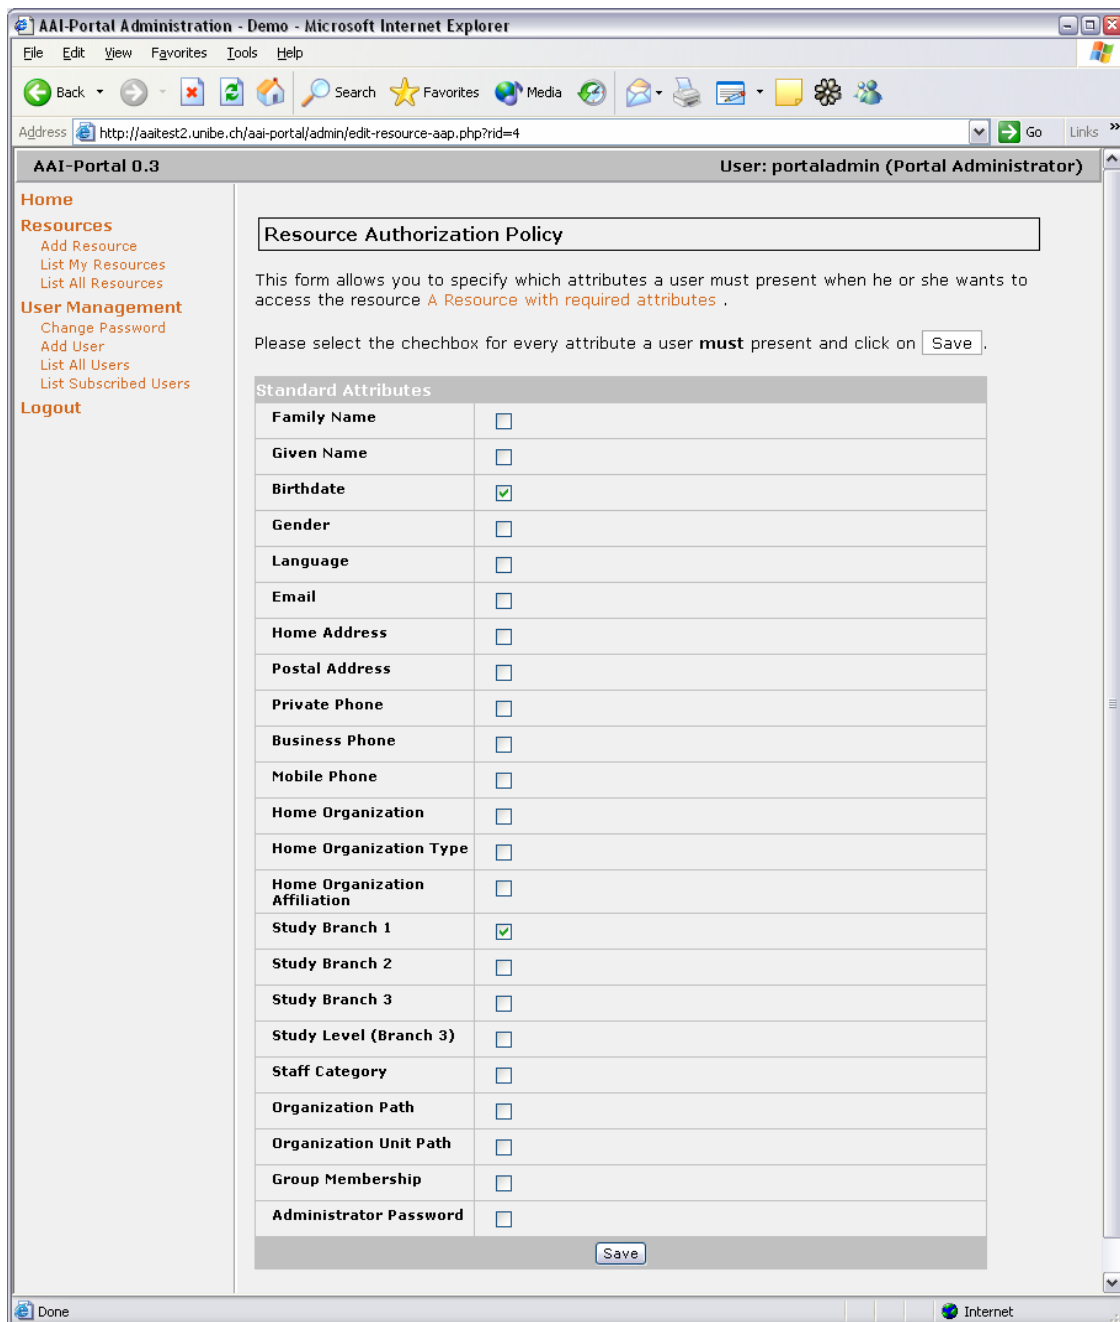 AAI-Portal Administration - Demo - Microsoft Internet Explorer
File Edit View Favorites Tools Help
Back Search Favorites Media
Address http://aaitest2.unibe.ch/aai-portal/admin/edit-resource-aap.php?rid=4 Go Links »
AAI-Portal 0.3 User: portaladmin (Portal Administrator)
Home
Resources
Add Resource
List My Resources
List All Resources
User Management
Change Password
Add User
List All Users
List Subscribed Users
Logout
Resource Authorization Policy
This form allows you to specify which attributes a user must present when he or she wants to
access the resource A Resource with required attributes .
Please select the chechbox for every attribute a user must present and click on Save .
Standard Attributes
Family Name
Given Name
Birthdate
Gender
Language
Email
Home Address
Postal Address
Private Phone
Business Phone
Mobile Phone
Home Organization
Home Organization Type
Home Organization
Affiliation
Study Branch 1
Study Branch 2
Study Branch 3
Study Level (Branch 3)
Staff Category
Organization Path
Organization Unit Path
Group Membership
Administrator Password
Save
Done Internet